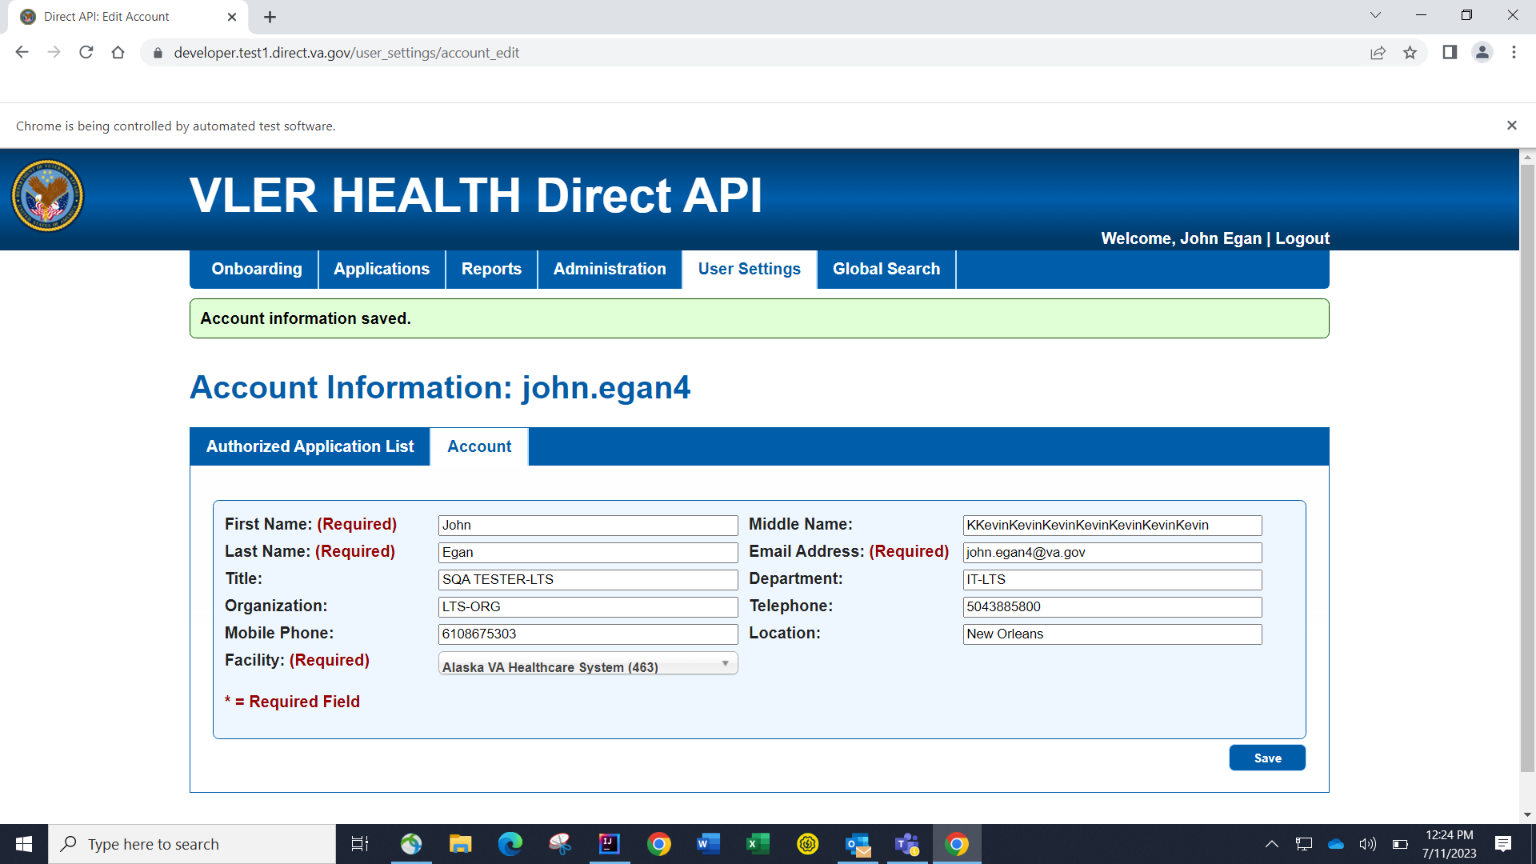 Direct API: Edit Account
developer.test1.direct.va.gov/user_settings/account_edit
Chrome is being controlled by automated test software.
VLER HEALTH Direct API
Welcome, John Egan | Logout
Onboarding Applications Reports Administration User Settings Global Search
Account information saved.
Account Information: john.egan4
Authorized Application List Account
First Name: (Required) John Middle Name: KKevinKevinKevinKevinKevinKevinKevin
Last Name: (Required) Egan Email Address: (Required) john.egan4@va.gov
Title: SQA TESTER-LTS Department: IT-LTS
Organization: LTS-ORG Telephone: 5043885800
Mobile Phone: 6108675303 Location: New Orleans
Facility: (Required) Alaska VA Healthcare System (463)
* = Required Field
Save
Type here to search
12:24 PM
7/11/2023